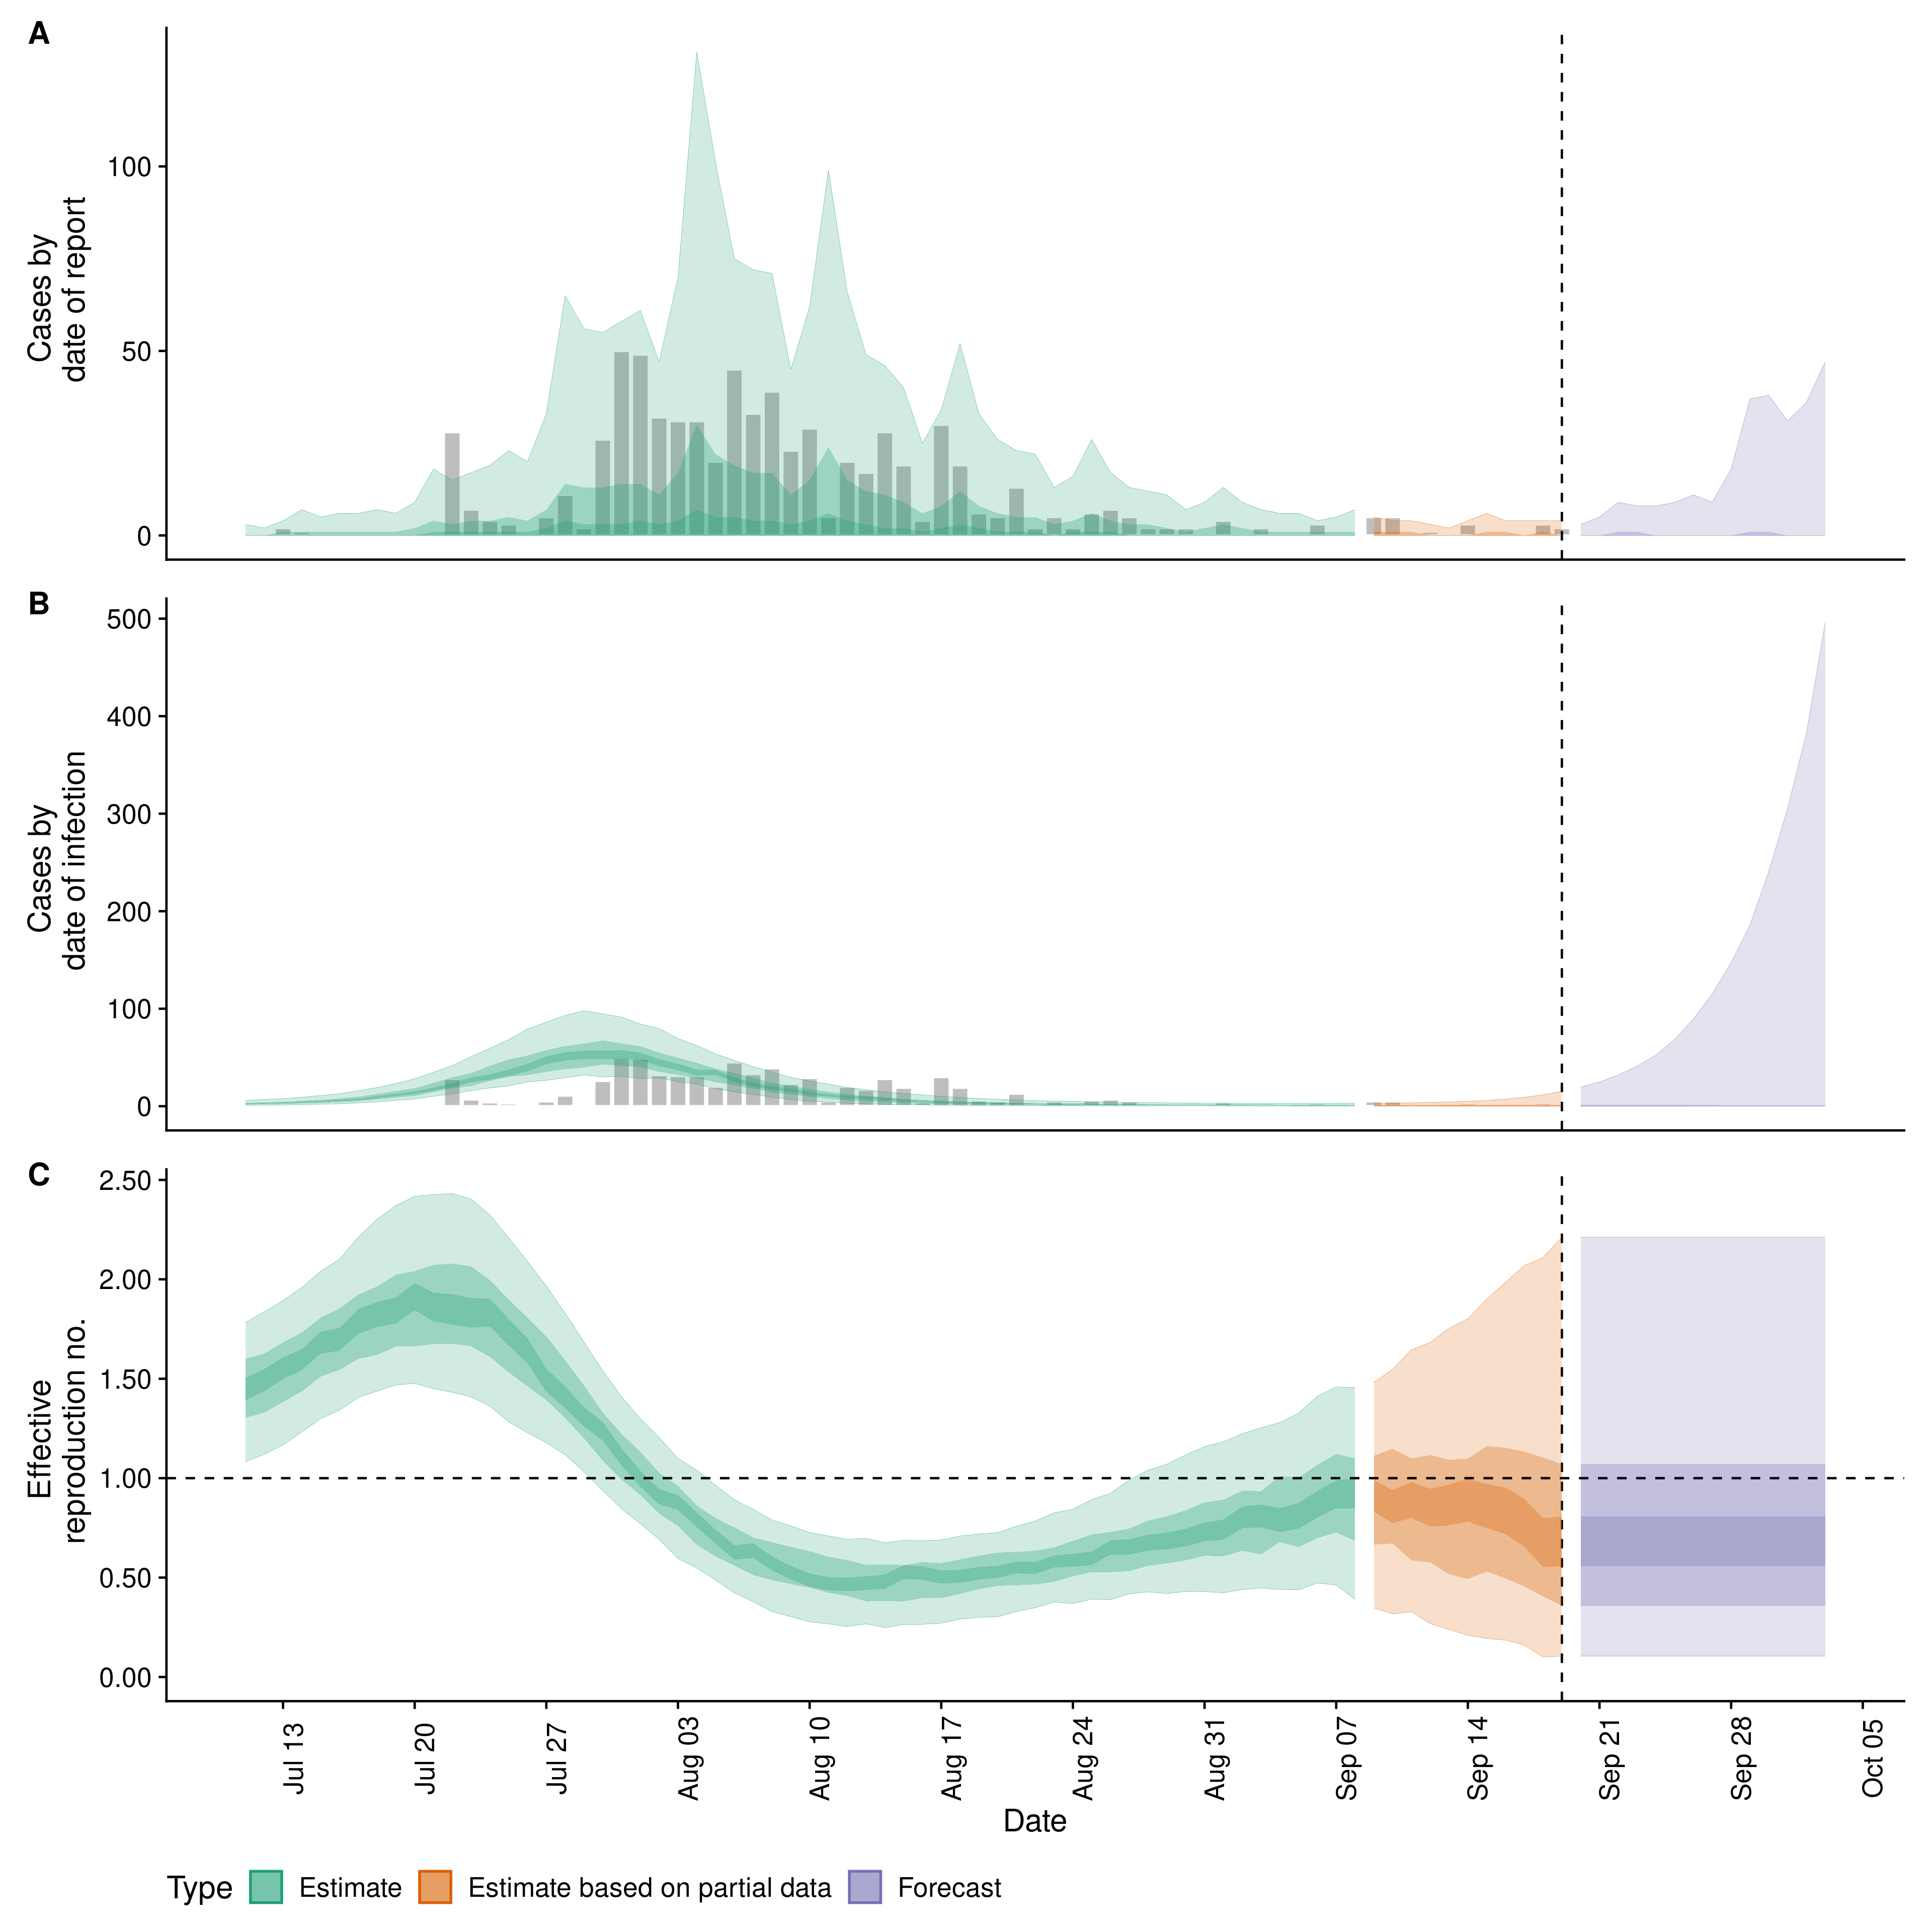 A
Cases by
date of report
100
50
0
B
Cases by
date of infection
500
400
300
200
100
0
C
Effective
reproduction no.
2.50
2.00
1.50
1.00
0.50
0.00
Jul 13
Jul 20
Jul 27
Aug 03
Aug 10
Aug 17
Aug 24
Aug 31
Sep 07
Sep 14
Sep 21
Sep 28
Oct 05
Date
Type
Estimate
Estimate based on partial data
Forecast